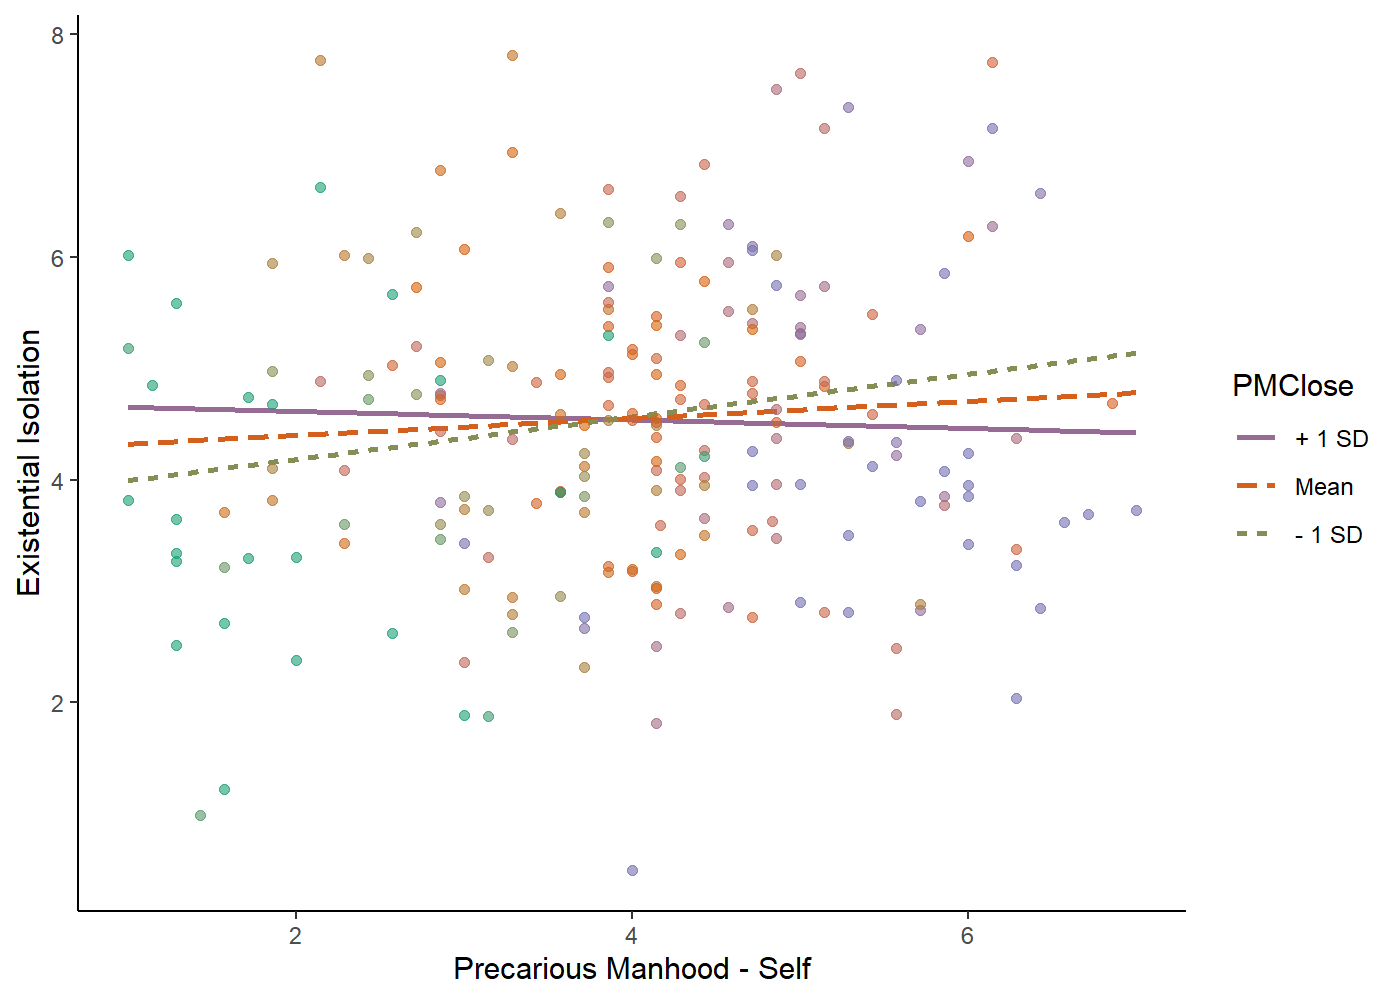 8
6
4
2
2
4
6
Existential Isolation
Precarious Manhood - Self
PMClose
+ 1 SD
Mean
- 1 SD